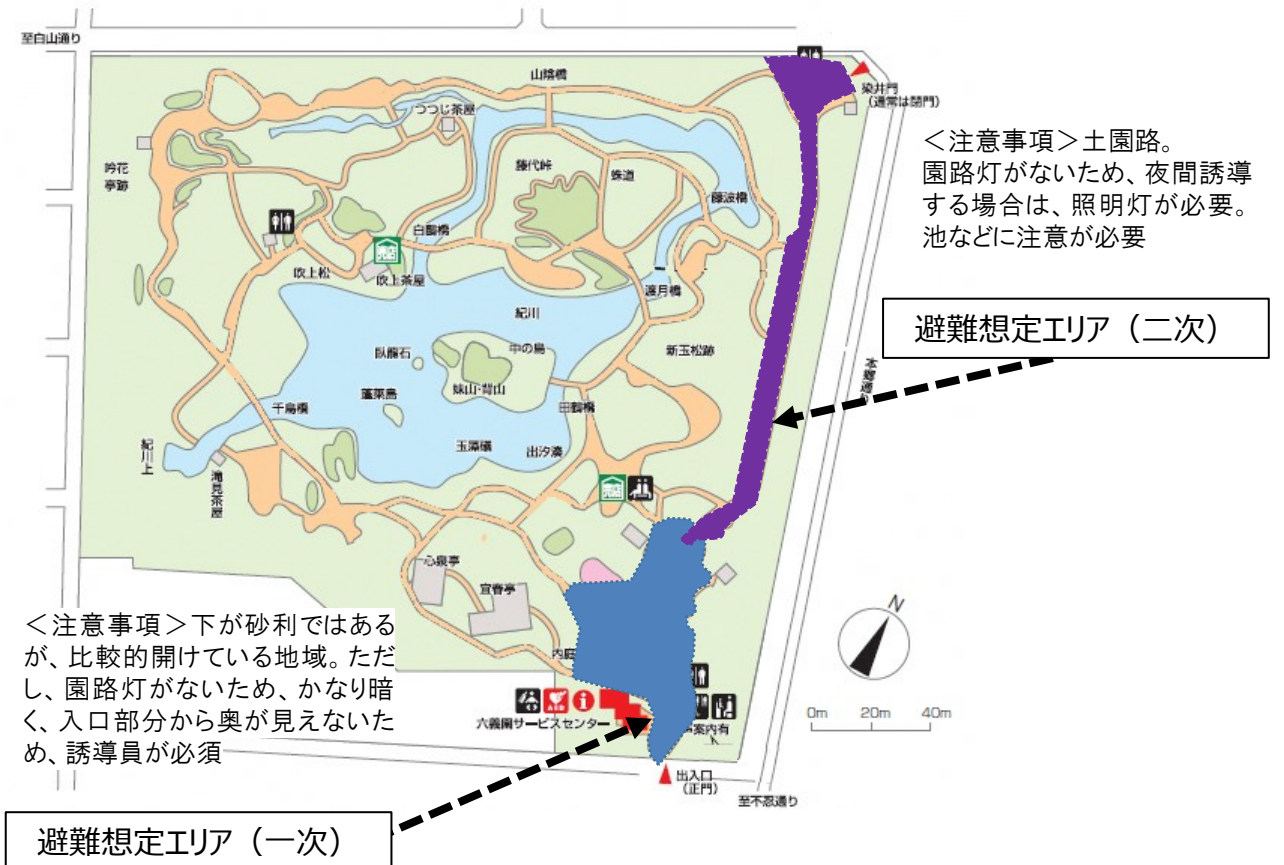 至白山通り
山陰橋
染井門
（通常は閉門）
つつじ茶屋
＜注意事項＞土園路。
園路灯がないため、夜間誘導
する場合は、照明灯が必要。
池などに注意が必要
吟花
亭跡
藤代峠
蛛道
藤波橋
白鷗橋
売店
吹上松
吹上茶屋
渡月橋
避難想定エリア（二次）
紀川
中の島
新玉松跡
臥龍石
妹山・背山
本郷通り
蓬莱島
千鳥橋
田鶴橋
紀川上
玉藻磯
出汐湊
滝見茶屋
売店
心泉亭
宜春亭
＜注意事項＞下が砂利ではある
が、比較的開けている地域。ただ
し、園路灯がないため、かなり暗
く、入口部分から奥が見えないた
め、誘導員が必須
内庭
N
AED
i
六義園サービスセンター
案内有
0m 20m 40m
出入口
（正門）
至不忍通り
避難想定エリア（一次）